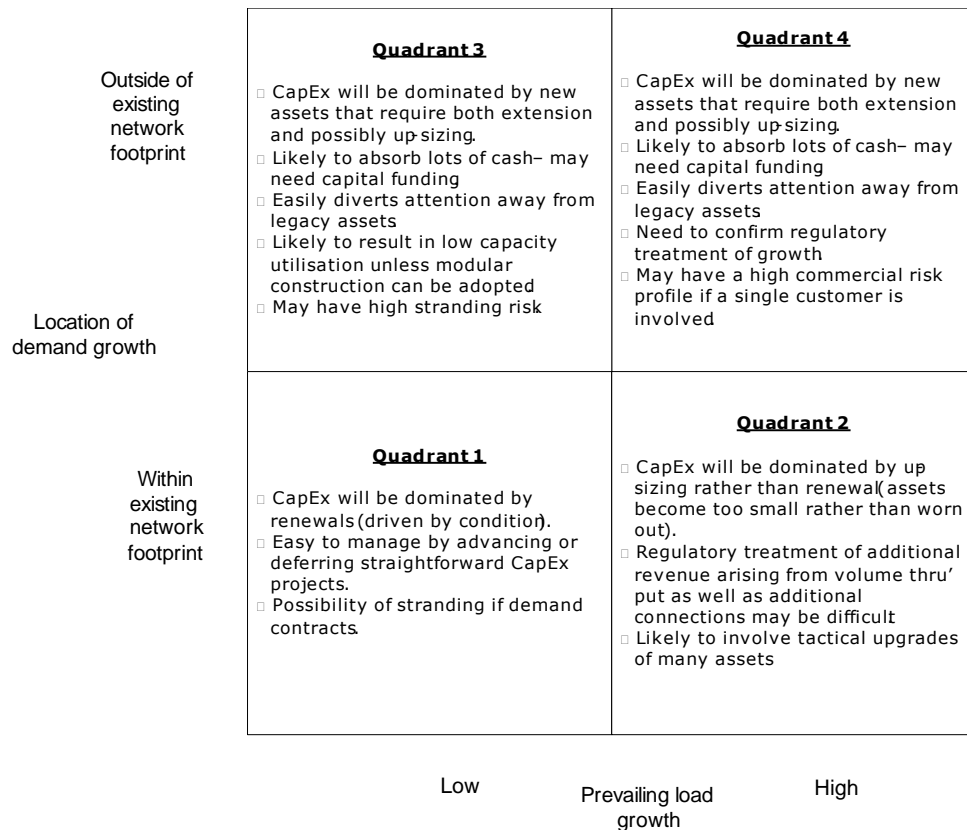 Outside of
existing
network
footprint
Quadrant 3
□ CapEx will be dominated by new
assets that require both extension
and possibly up-sizing.
□ Likely to absorb lots of cash– may
need capital funding
□ Easily diverts attention away from
legacy assets.
□ Likely to result in low capacity
utilisation unless modular
construction can be adopted.
□ May have high stranding risk.
Quadrant 4
□ CapEx will be dominated by new
assets that require both extension
and possibly up-sizing.
□ Likely to absorb lots of cash– may
need capital funding
□ Easily diverts attention away from
legacy assets.
□ Need to confirm regulatory
treatment of growth.
□ May have a high commercial risk
profile if a single customer is
involved.
Location of
demand growth
Within
existing
network
footprint
Quadrant 1
□ CapEx will be dominated by
renewals (driven by condition).
□ Easy to manage by advancing or
deferring straightforward CapEx
projects.
□ Possibility of stranding if demand
contracts.
Quadrant 2
□ CapEx will be dominated by up-
sizing rather than renewal (assets
become too small rather than worn
out).
□ Regulatory treatment of additional
revenue arising from volume thru’
put as well as additional
connections may be difficult.
□ Likely to involve tactical upgrades
of many assets
Low
Prevailing load
growth
High